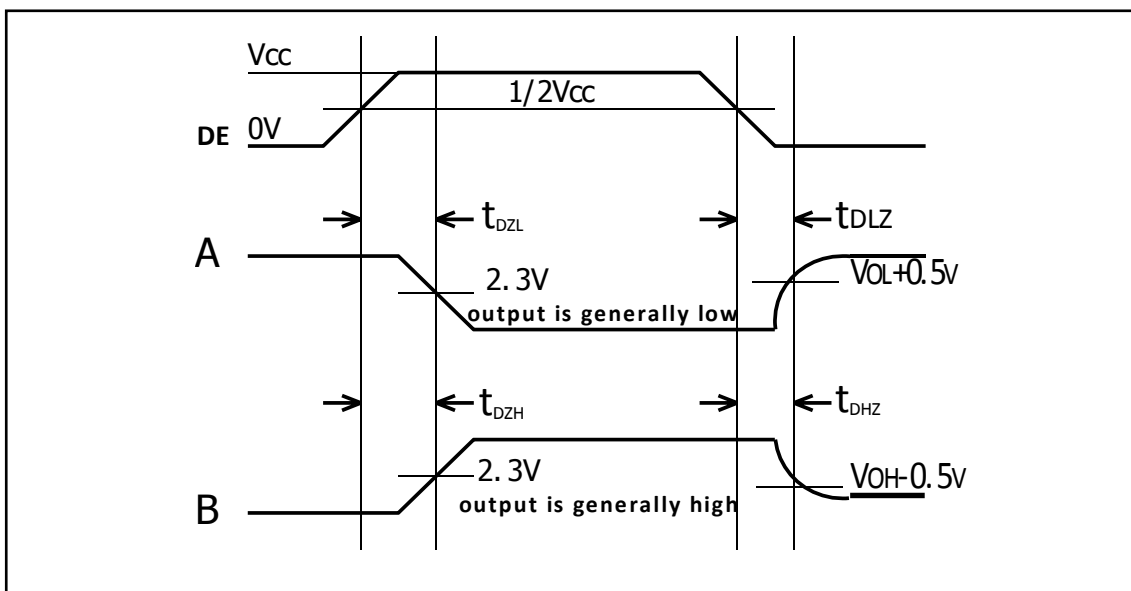 Vcc
1/2Vcc
DE 0V
tDZL
tDLZ
A
2.3V
VOL+0.5V
output is generally low
tDZH
tDHZ
2.3V
VOH-0.5V
output is generally high
B